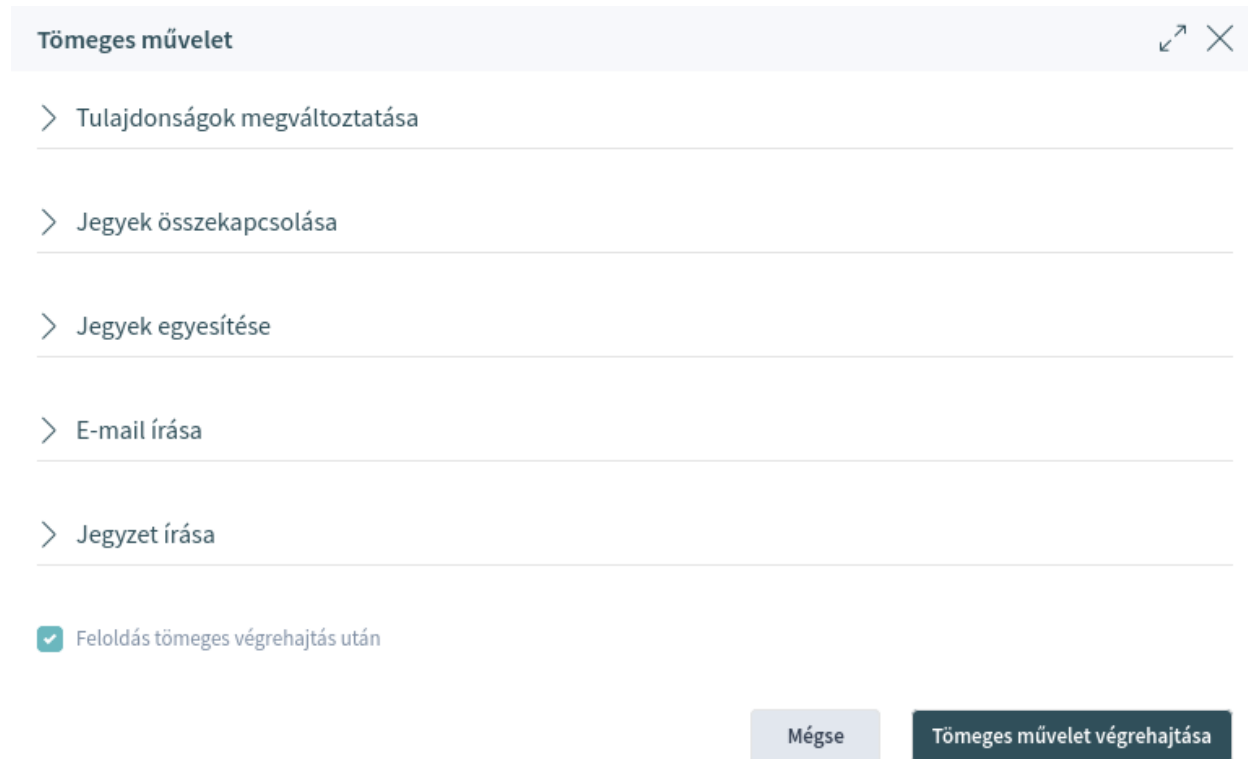 Tömeges művelet
Tulajdonságok megváltoztatása
Jegyek összekapcsolása
Jegyek egyesítése
E-mail írása
Jegyzet írása
Feloldás tömeges végrehajtás után
Mégse
Tömeges művelet végrehajtása